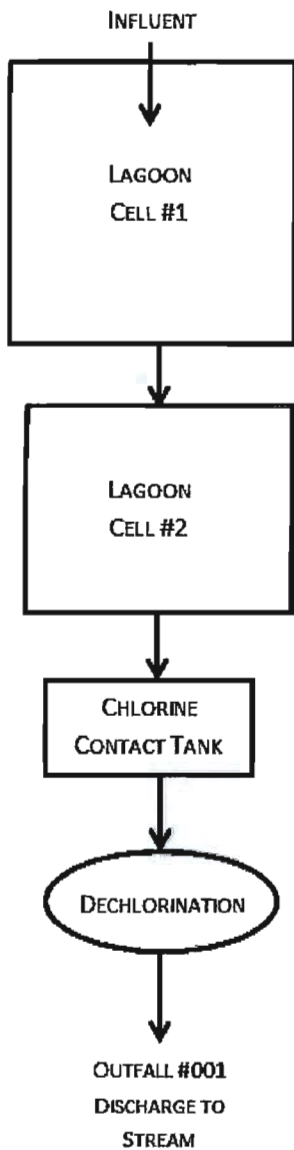 INFLUENT
LAGOON
CELL #1
LAGOON
CELL #2
CHLORINE
CONTACT TANK
DECHLORINATION
OUTFALL #001
DISCHARGE TO
STREAM